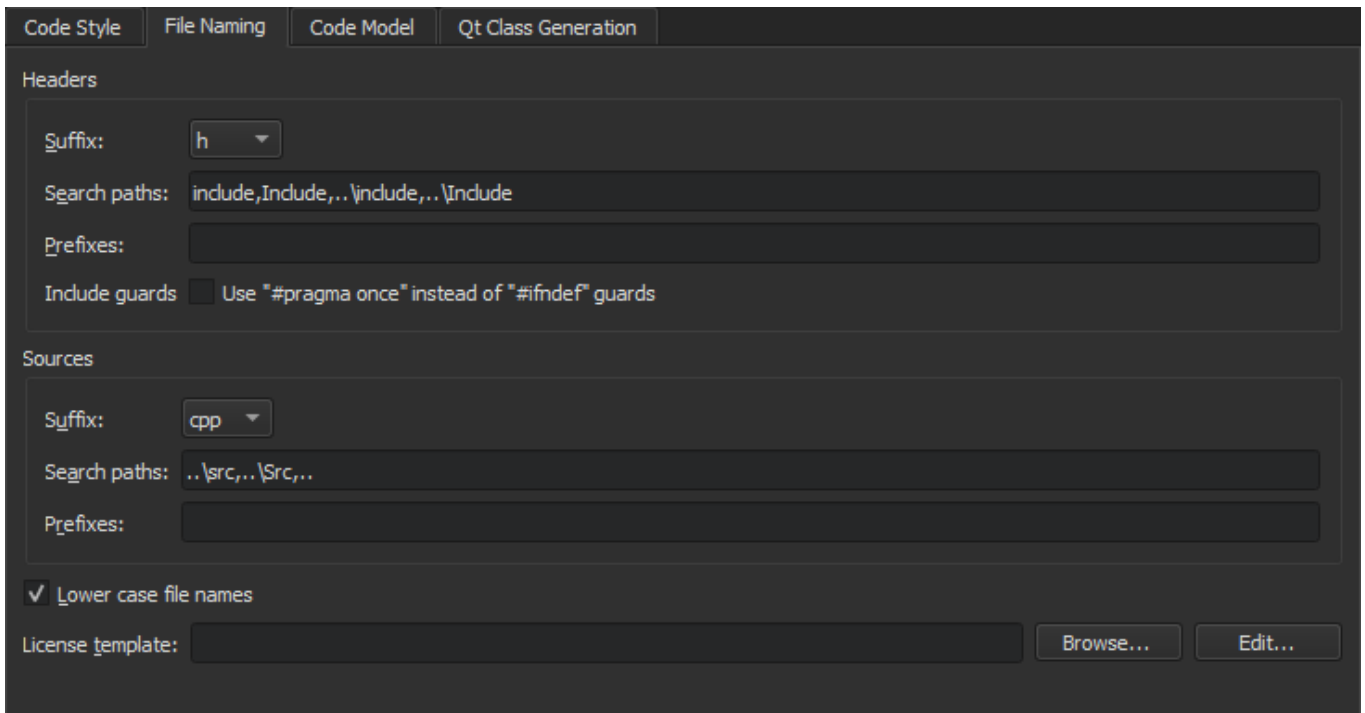 Code Style File Naming Code Model Qt Class Generation
Headers
Suffix: h
Search paths: include,Include,..\include,..\Include
Prefixes:
Include guards Use "#pragma once" instead of "#ifndef" guards
Sources
Suffix: cpp
Search paths: ..\src,..\Src,..
Prefixes:
Lower case file names
License template: Browse... Edit...